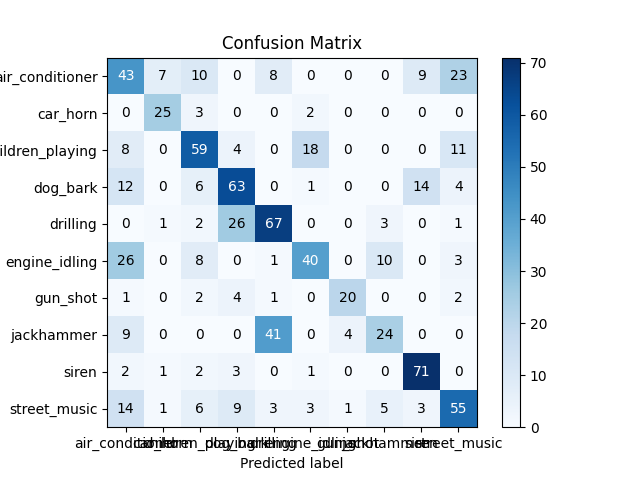 Confusion Matrix
air_conditioner 43 7 10 0 8 0 0 0 9 23
car_horn 0 25 3 0 0 2 0 0 0 0
ildren_playing 8 0 59 4 0 18 0 0 0 11
dog_bark 12 0 6 63 0 1 0 0 14 4
drilling 0 1 2 26 67 0 0 3 0 1
engine_idling 26 0 8 0 1 40 0 10 0 3
gun_shot 1 0 2 4 1 0 20 0 0 2
jackhammer 9 0 0 0 41 0 4 24 0 0
siren 2 1 2 3 0 1 0 0 71 0
street_music 14 1 6 9 3 3 1 5 3 55
Predicted label
70
60
50
40
30
20
10
0